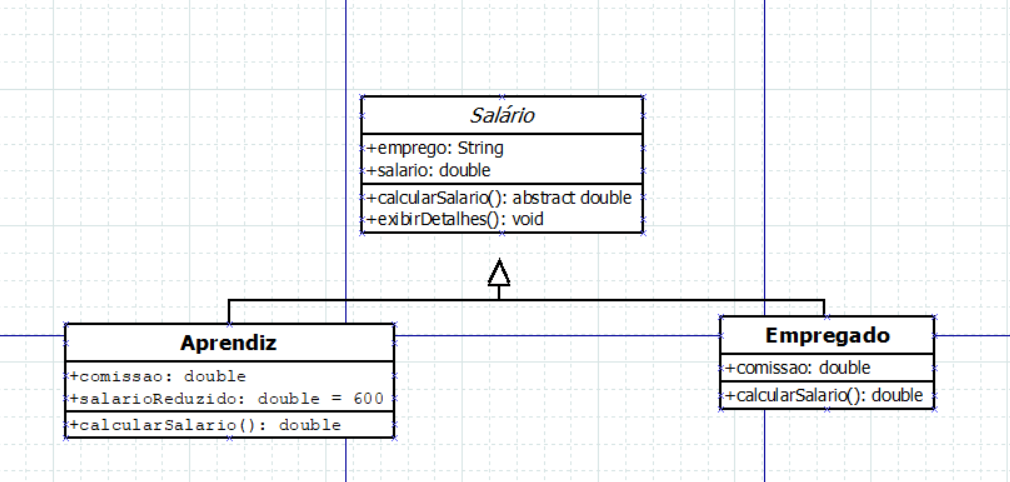 Salário
+emprego: String
+salario: double
+calcularSalario(): abstract double
+exibirDetalhes(): void
Aprendiz
+comissao: double
+salarioReduzido: double = 600
+calcularSalario(): double
Empregado
+comissao: double
+calcularSalario(): double